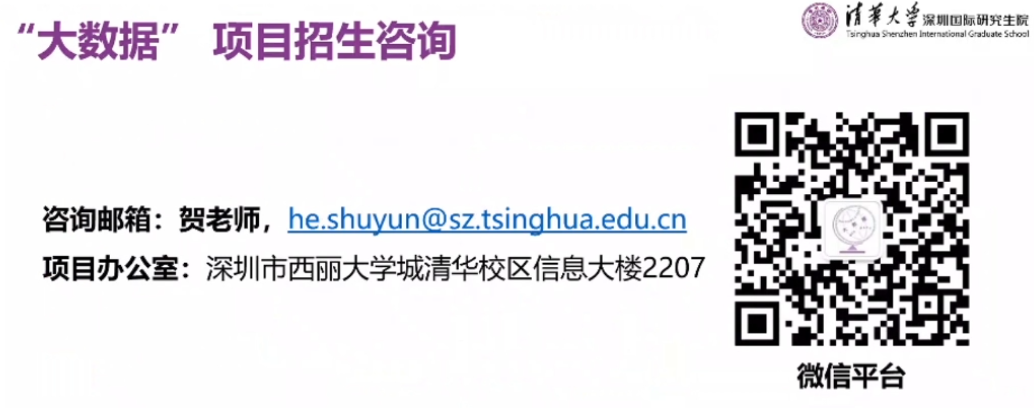 “大数据” 项目招生咨询
清华大学深圳国际研究生院
Tsinghua Shenzhen International Graduate School
咨询邮箱：贺老师，he.shuyun@sz.tsinghua.edu.cn
项目办公室：深圳市西丽大学城清华校区信息大楼2207
微信平台